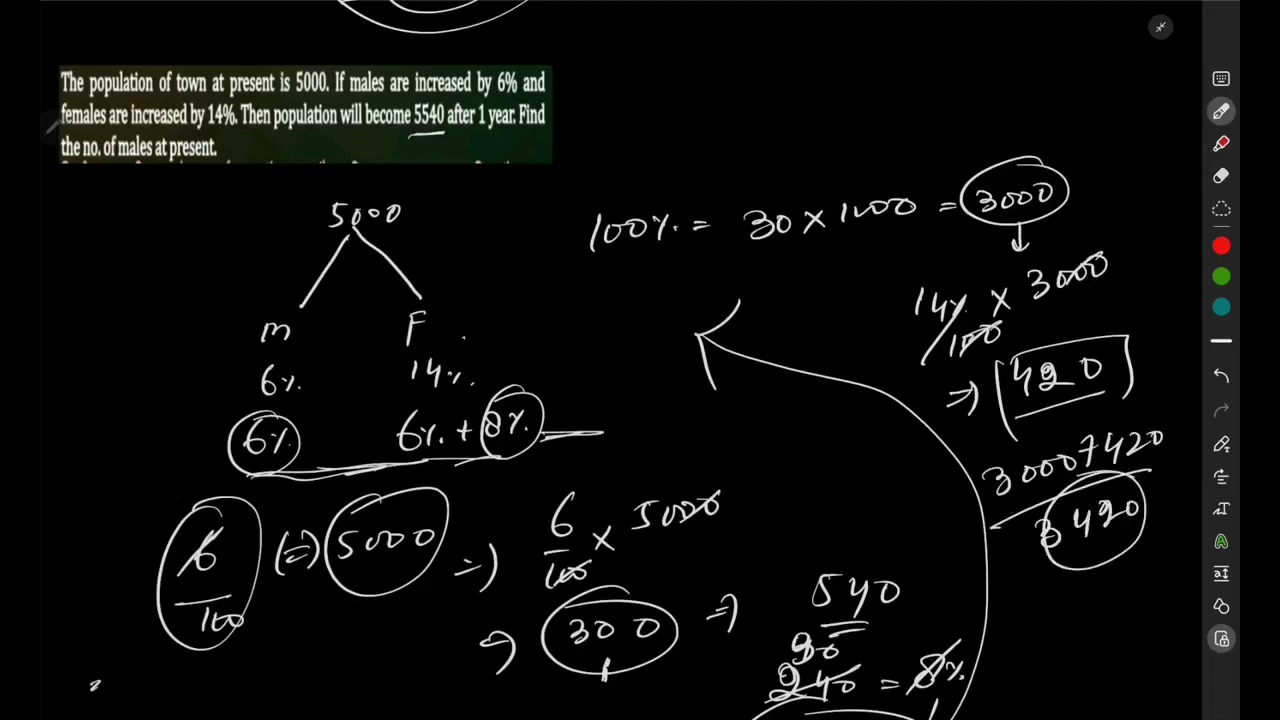 The population of town at present is 5000. If males are increased by 6% and
females are increased by 14%. Then population will become 5540 after 1 year. Find
the no. of males at present.
5000
m F
6% 14%
6% 6% + 8%
6/100 => 5000 => 6/100 × 5000
=> 300 => 540
30
240 = 8%
100% = 30 × 100 = 3000
14%/100 × 3000
=> 420
3000 + 420
3420